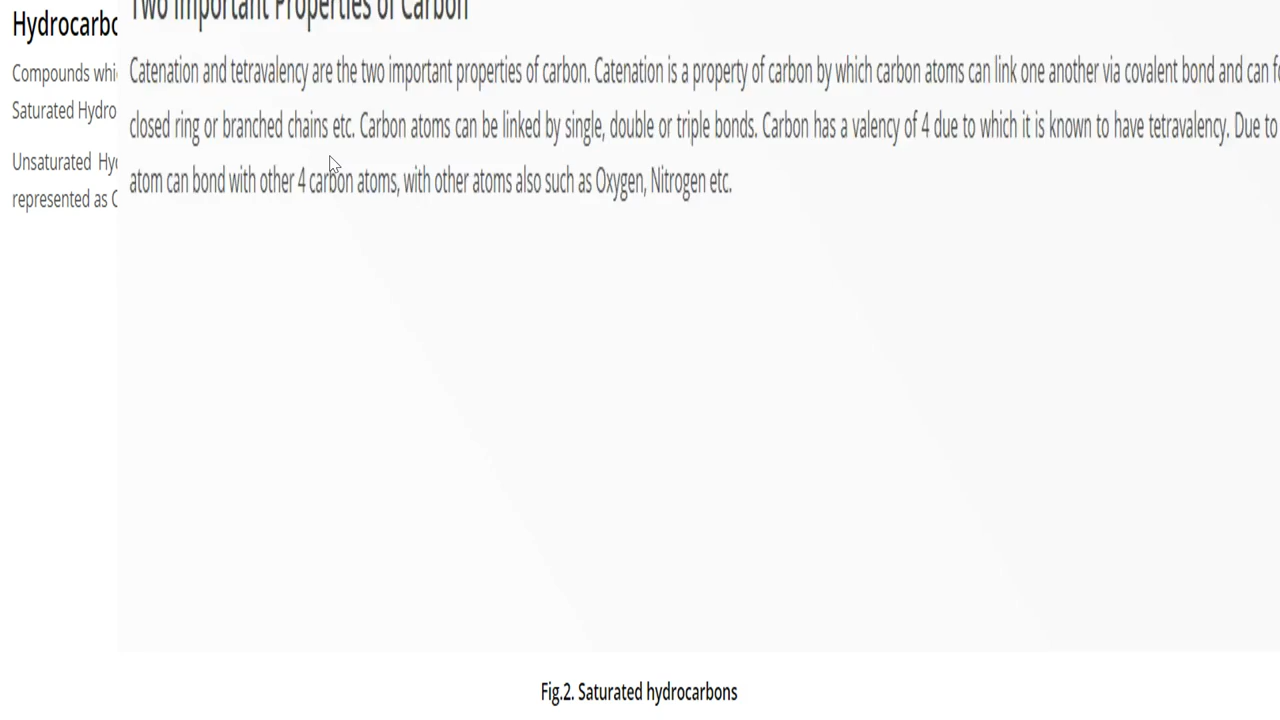 Two Important Properties of Carbon
Catenation and tetravalency are the two important properties of carbon. Catenation is a property of carbon by which carbon atoms can link one another via covalent bond and can
closed ring or branched chains etc. Carbon atoms can be linked by single, double or triple bonds. Carbon has a valency of 4 due to which it is known to have tetravalency. Due to
atom can bond with other 4 carbon atoms, with other atoms also such as Oxygen, Nitrogen etc.
Hydrocarbo
Compounds whi
Saturated Hydro
Unsaturated Hy
represented as C
Fig.2. Saturated hydrocarbons